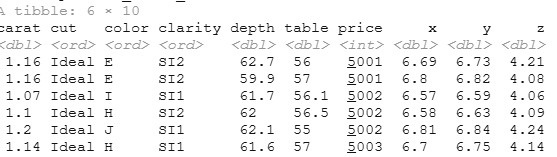 A tibble: 6 × 10
carat cut color clarity depth table price x y z
<dbl> <ord> <ord> <ord> <dbl> <dbl> <int> <dbl> <dbl> <dbl>
1.16 Ideal E SI2 62.7 56 5001 6.69 6.73 4.21
1.16 Ideal E SI2 59.9 57 5001 6.8 6.82 4.08
1.07 Ideal I SI1 61.7 56.1 5002 6.57 6.59 4.06
1.1 Ideal H SI2 62 56.5 5002 6.58 6.63 4.09
1.2 Ideal J SI1 62.1 55 5002 6.81 6.84 4.24
1.14 Ideal H SI1 61.6 57 5003 6.7 6.75 4.14